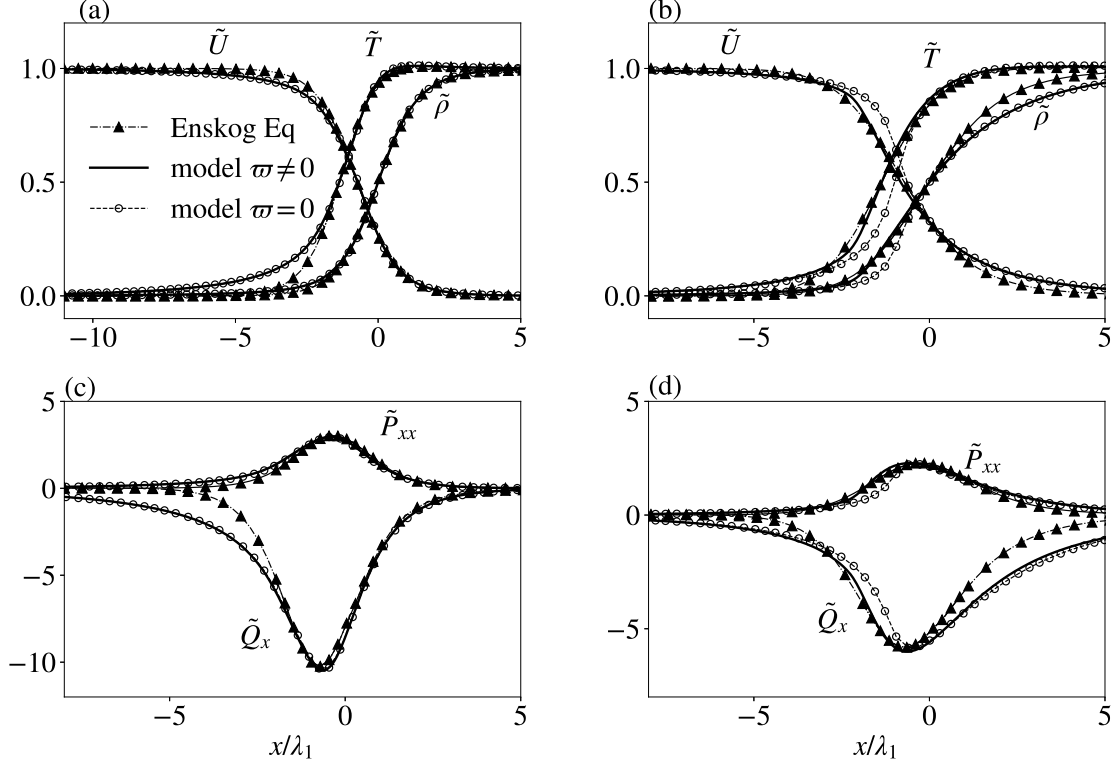 (a)
Ũ
T̃
ρ̃
1.0
0.5
0.0
Enskog Eq
model ϖ≠0
model ϖ=0
−10
−5
0
5
(b)
Ũ
T̃
ρ̃
1.0
0.5
0.0
−5
0
5
(c)
P̃xx
Q̃x
5
0
−5
−10
−5
0
5
x/λ1
(d)
P̃xx
Q̃x
5
0
−5
−5
0
5
x/λ1